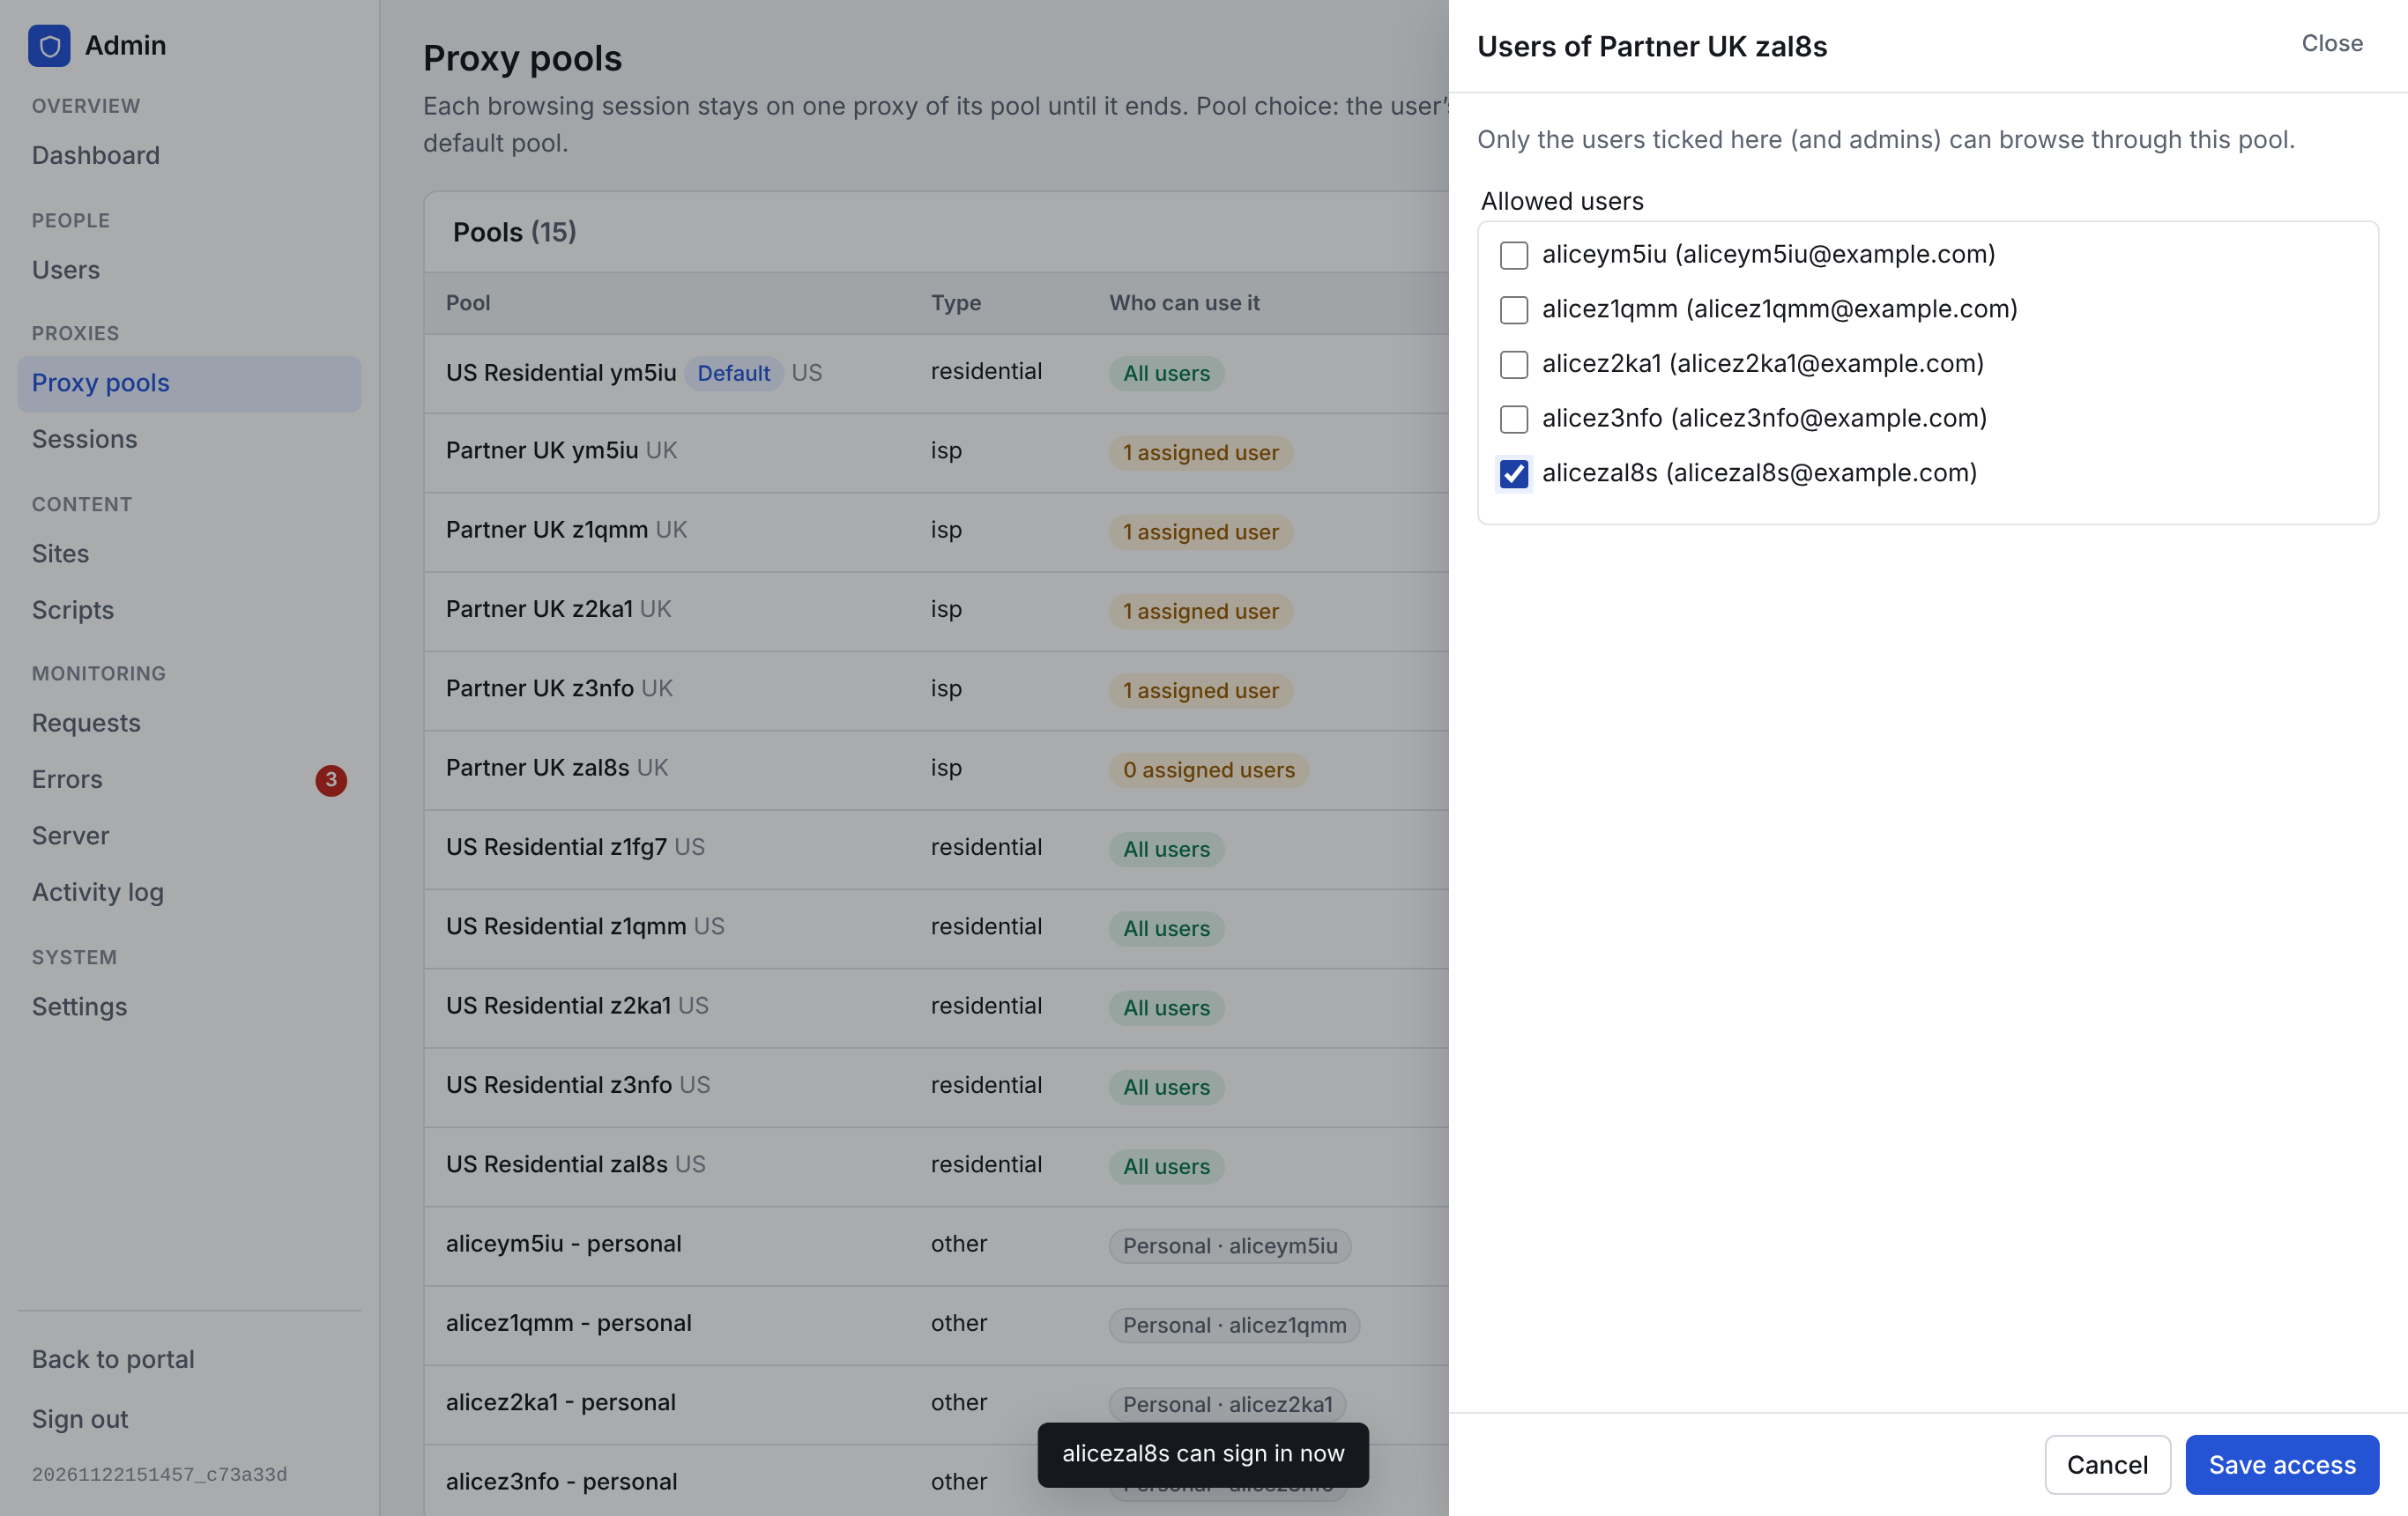 Admin
OVERVIEW
Dashboard
PEOPLE
Users
PROXIES
Proxy pools
Sessions
CONTENT
Sites
Scripts
MONITORING
Requests
Errors 3
Server
Activity log
SYSTEM
Settings
Back to portal
Sign out
20261122151457_c73a33d
Proxy pools
Each browsing session stays on one proxy of its pool until it ends. Pool choice: the user’s
default pool.
Pools (15)
Pool Type Who can use it
US Residential ym5iu Default US residential All users
Partner UK ym5iu UK isp 1 assigned user
Partner UK z1qmm UK isp 1 assigned user
Partner UK z2ka1 UK isp 1 assigned user
Partner UK z3nfo UK isp 1 assigned user
Partner UK zal8s UK isp 0 assigned users
US Residential z1fg7 US residential All users
US Residential z1qmm US residential All users
US Residential z2ka1 US residential All users
US Residential z3nfo US residential All users
US Residential zal8s US residential All users
aliceym5iu - personal other Personal · aliceym5iu
alicez1qmm - personal other Personal · alicez1qmm
alicez2ka1 - personal other Personal · alicez2ka1
alicez3nfo - personal other
alicezal8s can sign in now
Users of Partner UK zal8s
Close
Only the users ticked here (and admins) can browse through this pool.
Allowed users
aliceym5iu (aliceym5iu@example.com)
alicez1qmm (alicez1qmm@example.com)
alicez2ka1 (alicez2ka1@example.com)
alicez3nfo (alicez3nfo@example.com)
alicezal8s (alicezal8s@example.com)
Cancel
Save access